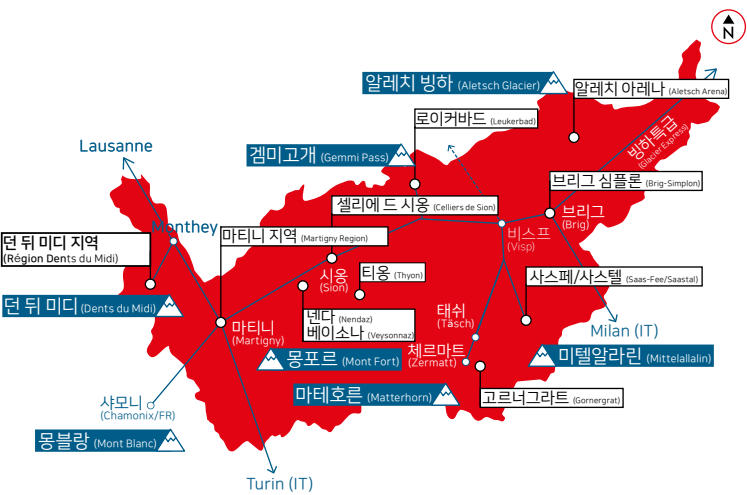 N
알레치 빙하 (Aletsch Glacier)
알레치 아레나 (Aletsch Arena)
로이커바드 (Leukerbad)
빙하특급
(Glacier Express)
Lausanne
겜미고개 (Gemmi Pass)
브리그 심플론 (Brig-Simplon)
셀리에 드 시옹 (Celliers de Sion)
브리그
(Brig)
Monthey
마티니 지역 (Martigny Region)
비스프
(Visp)
던 뒤 미디 지역
(Région Dents du Midi)
시옹
(Sion)
티옹 (Thyon)
사스페/사스텔 (Saas-Fee/Saastal)
던 뒤 미디 (Dents du Midi)
넨다 (Nendaz)
베이소나 (Veysonnaz)
태쉬
(Täsch)
마티니
(Martigny)
Milan (IT)
체르마트
(Zermatt)
몽포르 (Mont Fort)
미텔알라린 (Mittelallalin)
마테호른 (Matterhorn)
고르너그라트 (Gornergrat)
샤모니
(Chamonix/FR)
몽블랑 (Mont Blanc)
Turin (IT)